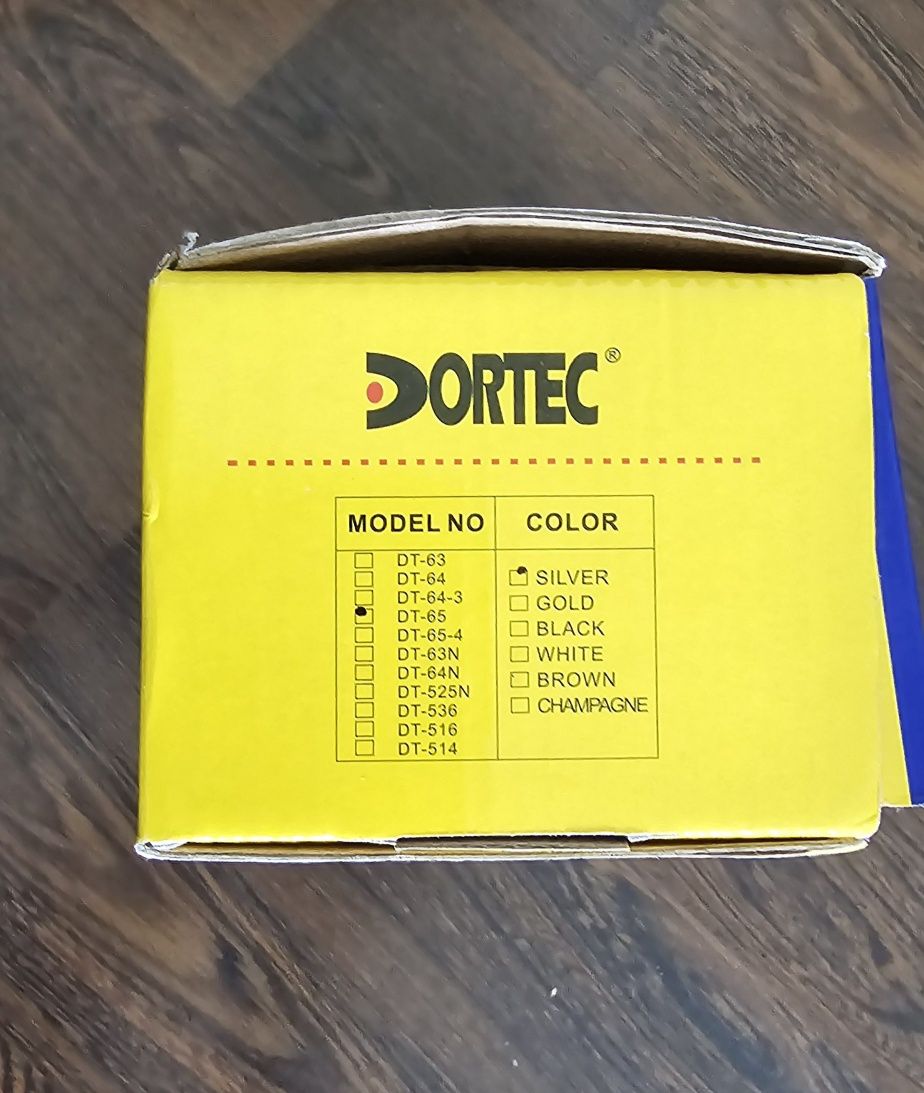 DORTEC®
MODEL NO COLOR
DT-63
DT-64
DT-64-3
DT-65
DT-65-4
DT-63N
DT-64N
DT-525N
DT-536
DT-516
DT-514
SILVER
GOLD
BLACK
WHITE
BROWN
CHAMPAGNE